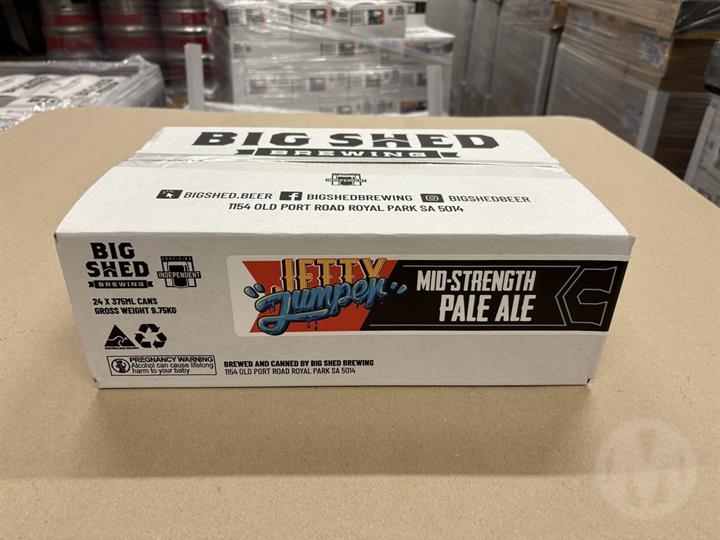 BIG SHED
BREWING
BIGSHED.BEER BIGSHEDBREWING BIGSHEDBEER
1154 OLD PORT ROAD ROYAL PARK SA 5014
BIG
SHED
BREWING
INDEPENDENT
24 X 375ML CANS
GROSS WEIGHT 9.75KG
JETTY
Jumper
MID-STRENGTH
PALE ALE
PREGNANCY WARNING
Alcohol can cause lifelong
harm to your baby
BREWED AND CANNED BY BIG SHED BREWING
1154 OLD PORT ROAD ROYAL PARK SA 5014